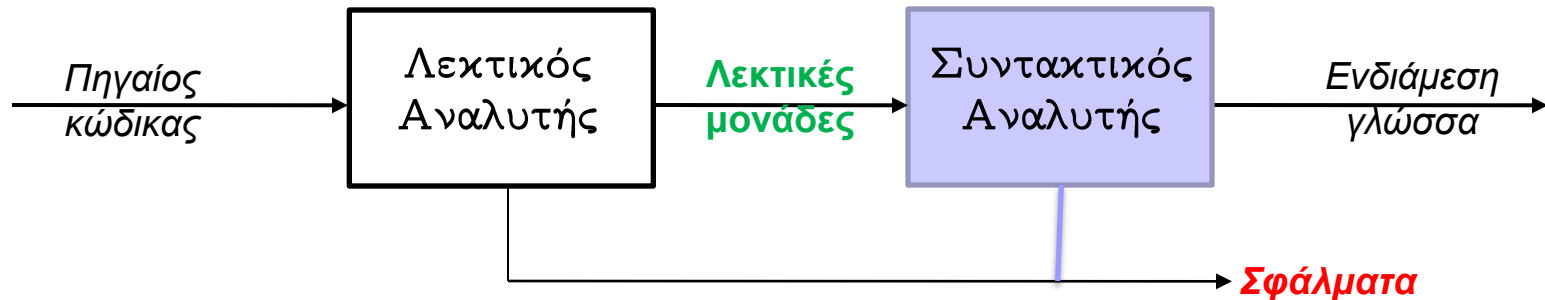 Πηγαίος
κώδικας
Λεκτικός
Αναλυτής
Λεκτικές
μονάδες
Συντακτικός
Αναλυτής
Ενδιάμεση
γλώσσα
Σφάλματα